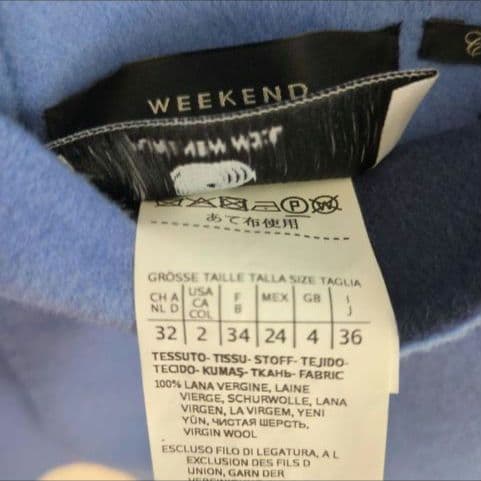 WEEKEND
あて布使用
GRÖSSE TAILLE TALLA SIZE TAGLIA
CH A NL D
USA CA COL
F B
MEX
GB
I J
32 2 34 24 4 36
TESSUTO- TISSU- STOFF- TEJIDO-
TECIDO- KUMAŞ- ТКАНЬ- FABRIC
100% LANA VERGINE, LAINE
VIERGE, SCHURWOLLE, LANA
VIRGEN, LA VIRGEM, YENI
YÜN, ЧИСТАЯ ШЕРСТЬ,
VIRGIN WOOL
ESCLUSO FILO DI LEGATURA, A L
EXCLUSION DES FILS D
UNION, GARN DER